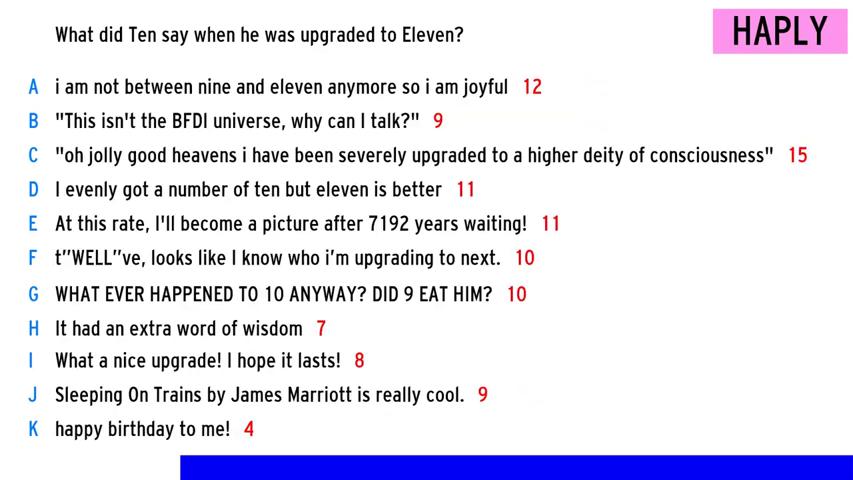 What did Ten say when he was upgraded to Eleven?
HAPLY
A i am not between nine and eleven anymore so i am joyful 12
B "This isn't the BFDI universe, why can I talk?" 9
C "oh jolly good heavens i have been severely upgraded to a higher deity of consciousness" 15
D I evenly got a number of ten but eleven is better 11
E At this rate, I'll become a picture after 7192 years waiting! 11
F t”WELL”ve, looks like I know who i’m upgrading to next. 10
G WHAT EVER HAPPENED TO 10 ANYWAY? DID 9 EAT HIM? 10
H It had an extra word of wisdom 7
I What a nice upgrade! I hope it lasts! 8
J Sleeping On Trains by James Marriott is really cool. 9
K happy birthday to me! 4